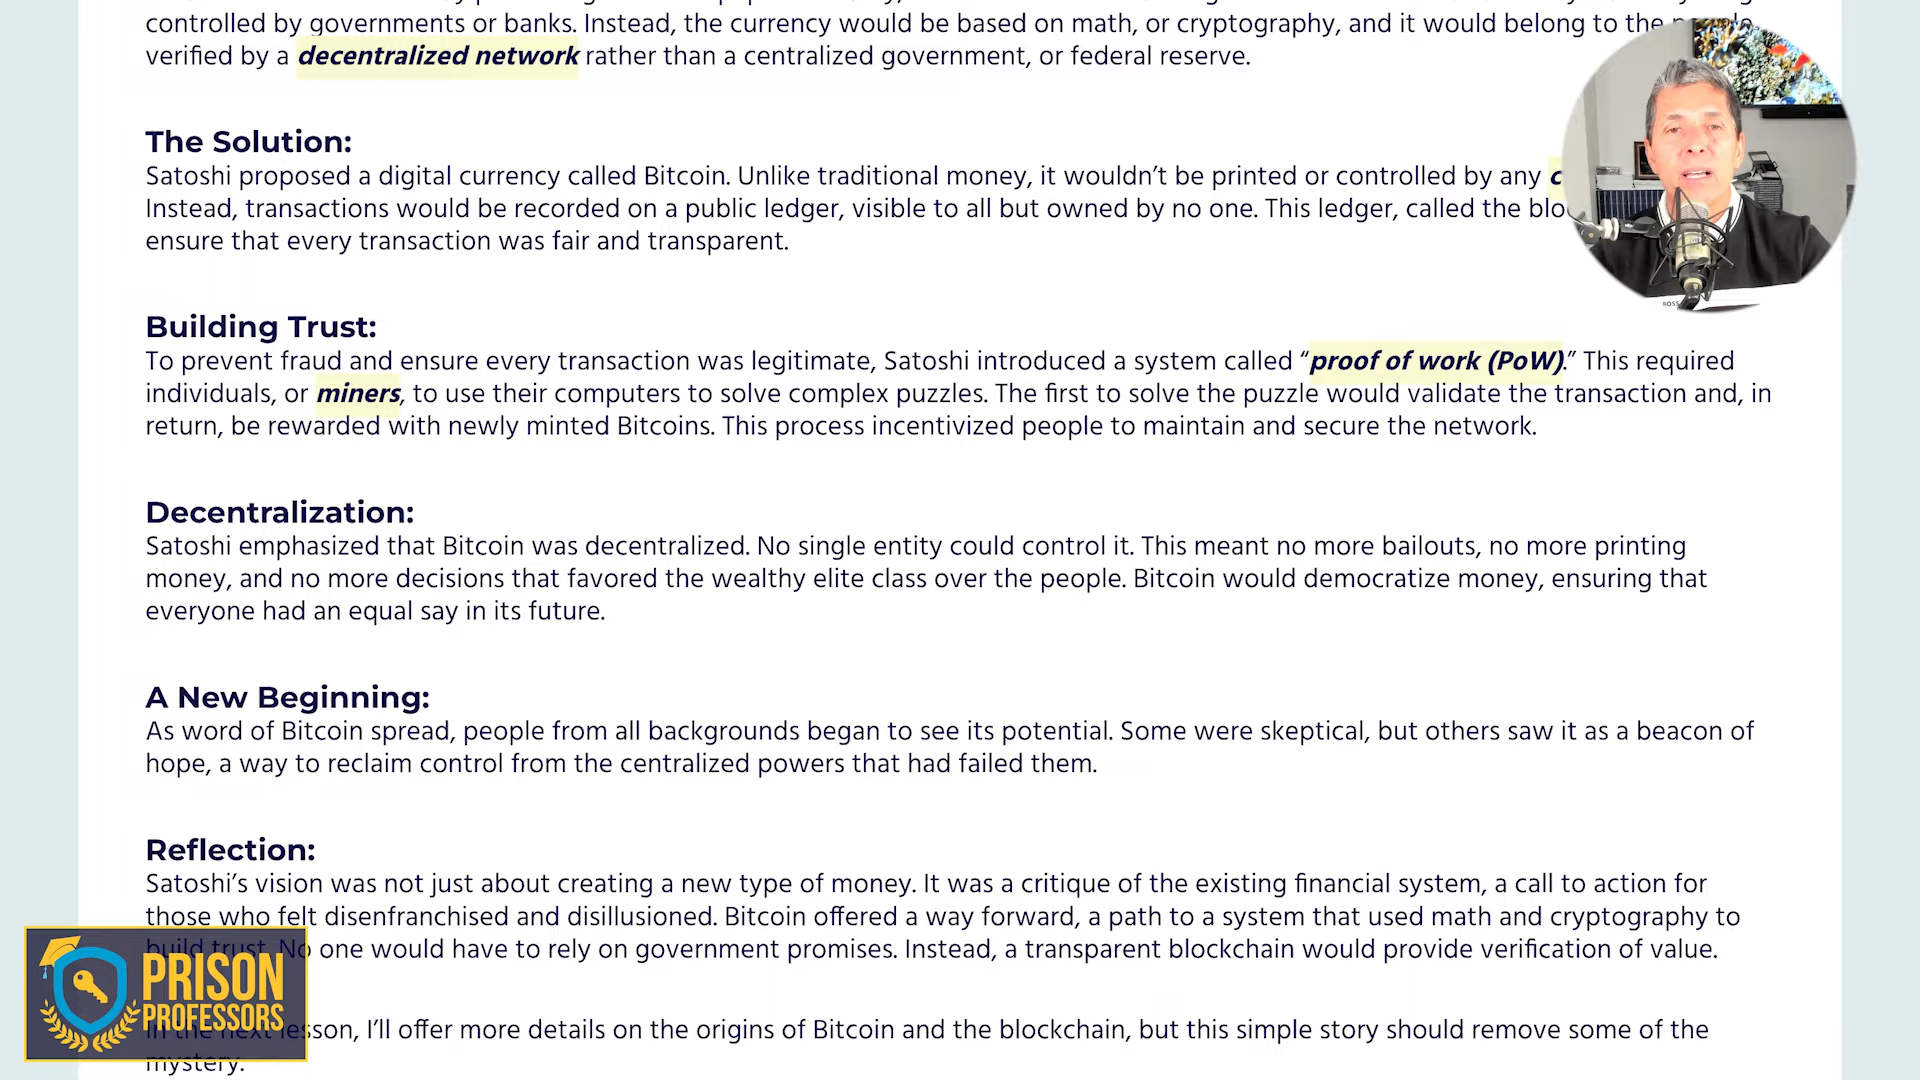 controlled by governments or banks. Instead, the currency would be based on math, or cryptography, and it would belong to the people,
verified by a decentralized network rather than a centralized government, or federal reserve.
The Solution:
Satoshi proposed a digital currency called Bitcoin. Unlike traditional money, it wouldn’t be printed or controlled by any
Instead, transactions would be recorded on a public ledger, visible to all but owned by no one. This ledger, called the
ensure that every transaction was fair and transparent.
Building Trust:
To prevent fraud and ensure every transaction was legitimate, Satoshi introduced a system called “proof of work (PoW).” This required
individuals, or miners, to use their computers to solve complex puzzles. The first to solve the puzzle would validate the transaction and, in
return, be rewarded with newly minted Bitcoins. This process incentivized people to maintain and secure the network.
Decentralization:
Satoshi emphasized that Bitcoin was decentralized. No single entity could control it. This meant no more bailouts, no more printing
money, and no more decisions that favored the wealthy elite class over the people. Bitcoin would democratize money, ensuring that
everyone had an equal say in its future.
A New Beginning:
As word of Bitcoin spread, people from all backgrounds began to see its potential. Some were skeptical, but others saw it as a beacon of
hope, a way to reclaim control from the centralized powers that had failed them.
Reflection:
Satoshi’s vision was not just about creating a new type of money. It was a critique of the existing financial system, a call to action for
those who felt disenfranchised and disillusioned. Bitcoin offered a way forward, a path to a system that used math and cryptography to
build trust. No one would have to rely on government promises. Instead, a transparent blockchain would provide verification of value.
In the next lesson, I’ll offer more details on the origins of Bitcoin and the blockchain, but this simple story should remove some of the
mystery.
PRISON
PROFESSORS